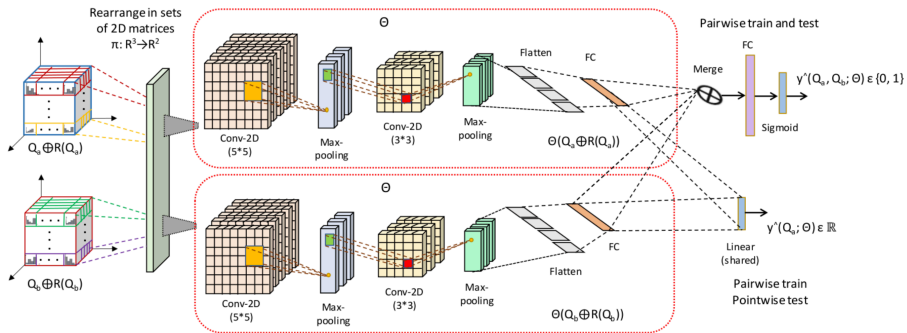 Rearrange in sets
of 2D matrices
π: R³→R²
Θ
Pairwise train and test
Flatten
FC
FC
Merge
y^(Qa, Qb; Θ) ε {0, 1}
Sigmoid
Qa⊕R(Qa)
Conv-2D
(5*5)
Max-
pooling
Conv-2D
(3*3)
Max-
pooling
Θ(Qa⊕R(Qa))
Θ
y^(Qa; Θ) ε ℝ
Linear
(shared)
FC
Flatten
Qb⊕R(Qb)
Conv-2D
(5*5)
Max-
pooling
Conv-2D
(3*3)
Max-
pooling
Θ(Qb⊕R(Qb))
Pairwise train
Pointwise test